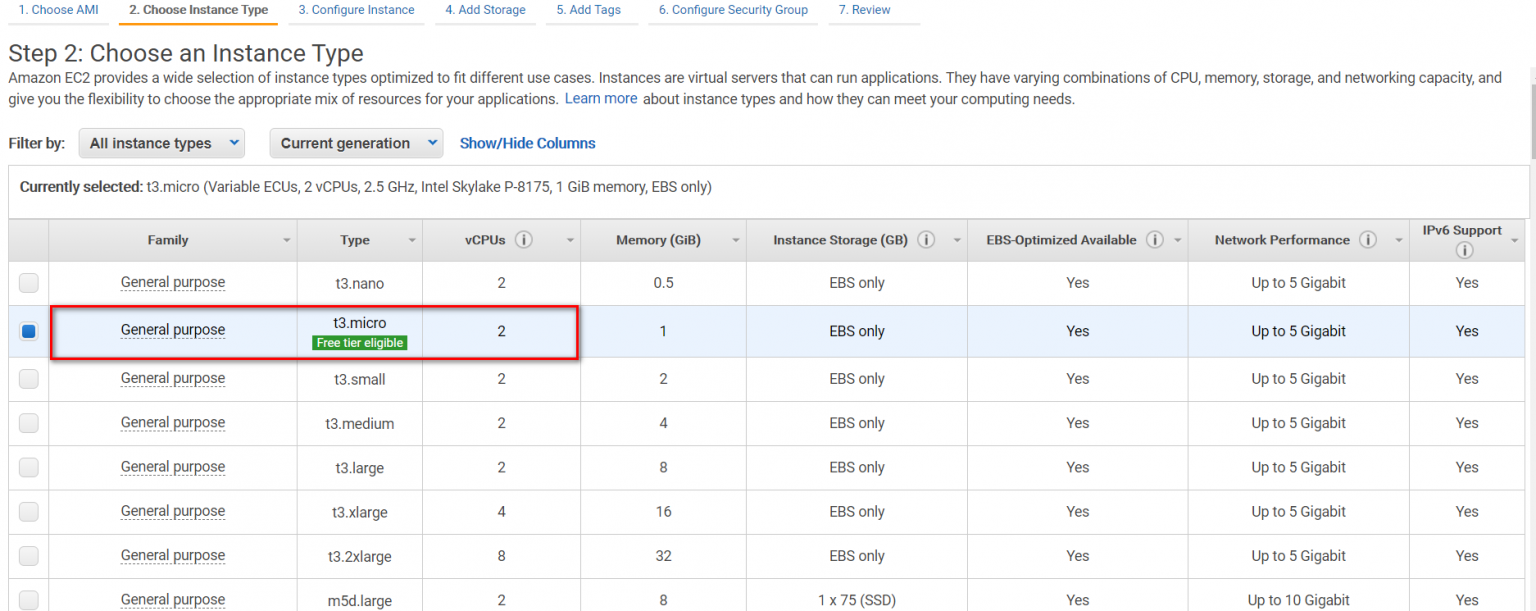 1. Choose AMI 2. Choose Instance Type 3. Configure Instance 4. Add Storage 5. Add Tags 6. Configure Security Group 7. Review
Step 2: Choose an Instance Type
Amazon EC2 provides a wide selection of instance types optimized to fit different use cases. Instances are virtual servers that can run applications. They have varying combinations of CPU, memory, storage, and networking capacity, and
give you the flexibility to choose the appropriate mix of resources for your applications. Learn more about instance types and how they can meet your computing needs.
Filter by: All instance types Current generation Show/Hide Columns
Currently selected: t3.micro (Variable ECUs, 2 vCPUs, 2.5 GHz, Intel Skylake P-8175, 1 GiB memory, EBS only)
Family Type vCPUs Memory (GiB) Instance Storage (GB) EBS-Optimized Available Network Performance IPv6 Support
General purpose t3.nano 2 0.5 EBS only Yes Up to 5 Gigabit Yes
General purpose t3.micro 2 1 EBS only Yes Up to 5 Gigabit Yes
Free tier eligible
General purpose t3.small 2 2 EBS only Yes Up to 5 Gigabit Yes
General purpose t3.medium 2 4 EBS only Yes Up to 5 Gigabit Yes
General purpose t3.large 2 8 EBS only Yes Up to 5 Gigabit Yes
General purpose t3.xlarge 4 16 EBS only Yes Up to 5 Gigabit Yes
General purpose t3.2xlarge 8 32 EBS only Yes Up to 5 Gigabit Yes
General purpose m5d.large 2 8 1 x 75 (SSD) Yes Up to 10 Gigabit Yes